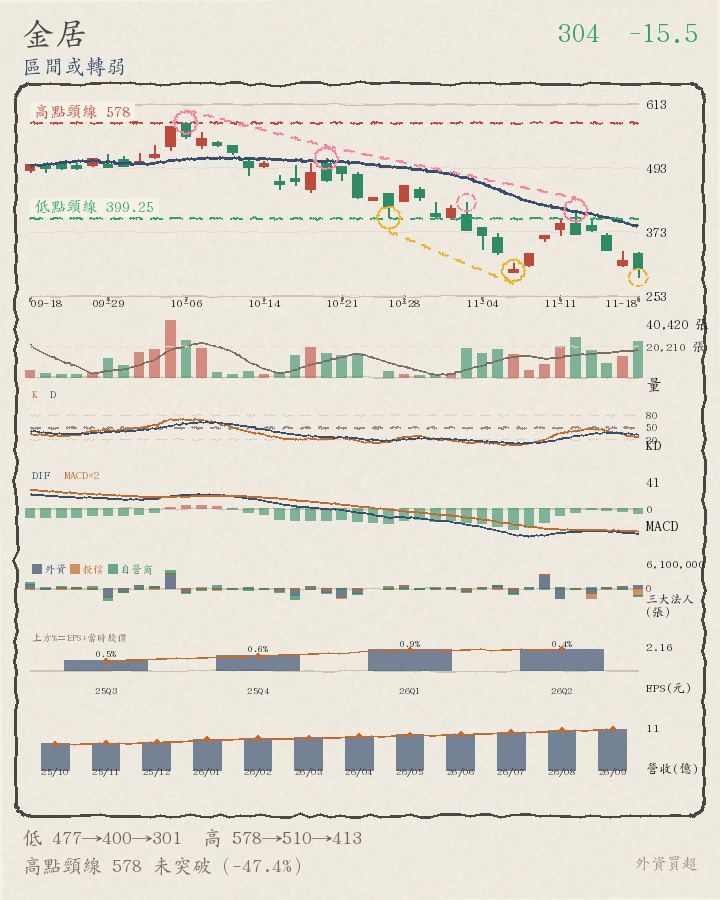 金居
304 -15.5
區間或轉弱
高點頸線 578
613
493
低點頸線 399.25
373
253
09-18 09-29 10-06 10-14 10-21 10-28 11-04 11-11 11-18
40,420 張
20,210 張
量
K D
80
50
20
KD
DIF MACD×2
41
0
MACD
外資 投信 自營商
6,100,000
0
三大法人
(張)
上方%=EPS÷當時股價
2.16
0.5% 0.6% 0.9% 0.4%
25Q3 25Q4 26Q1 26Q2
EPS(元)
11
25/10 25/11 25/12 26/01 26/02 26/03 26/04 26/05 26/06 26/07 26/08 26/09
營收(億)
低 477→400→301 高 578→510→413
高點頸線 578 未突破 (-47.4%)
外資買超